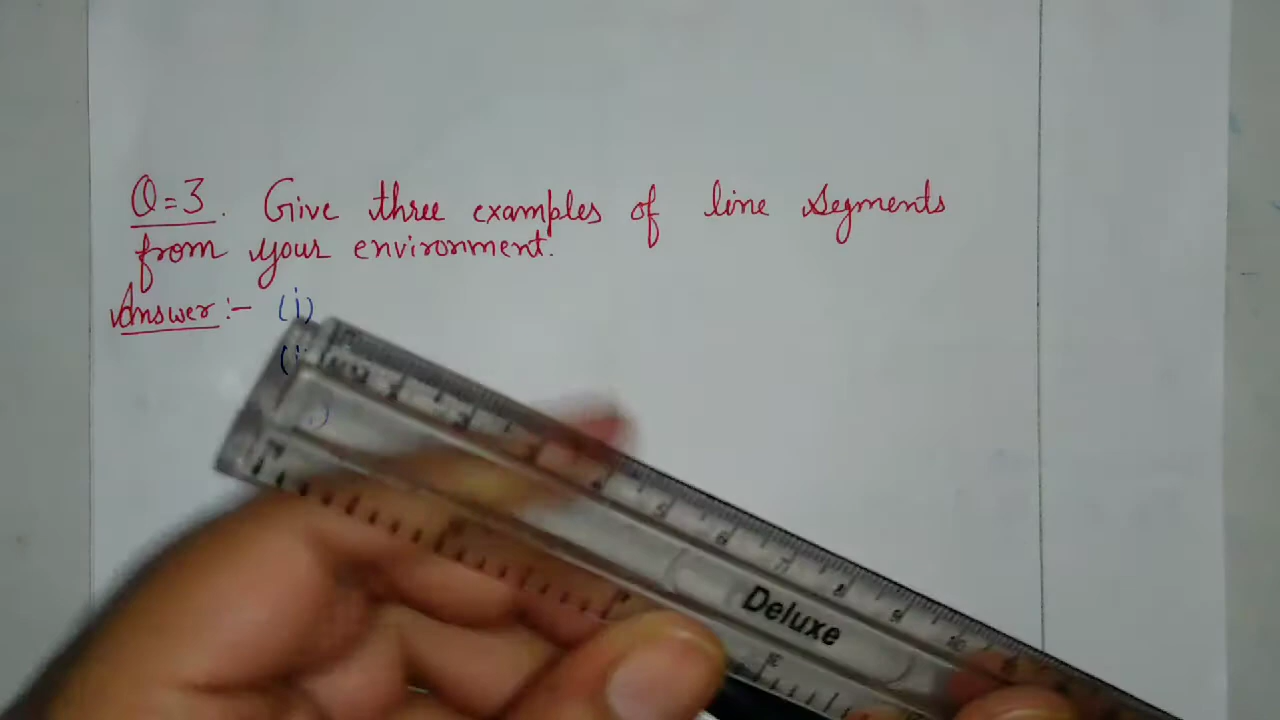 Q=3. Give three examples of line segments
from your environment.
Answer:- (i)
(i
Deluxe